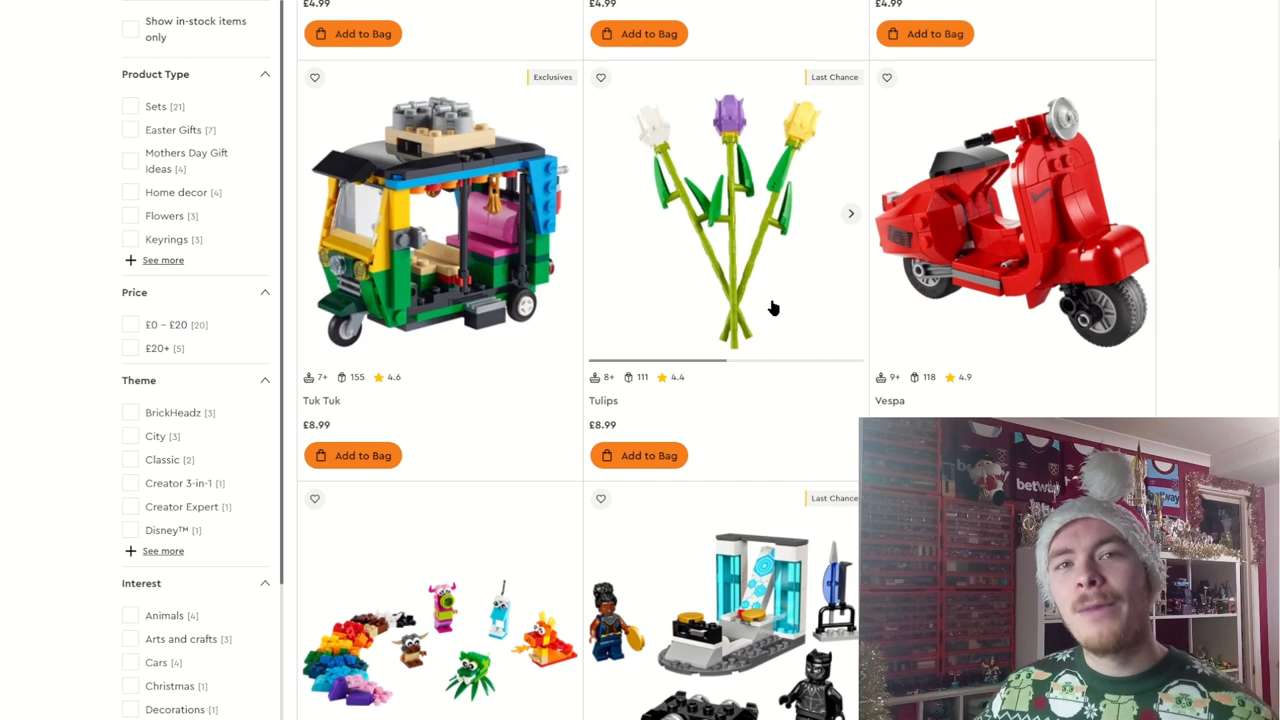 £4.99
£4.99
£4.99
Show in-stock items
only
Add to Bag
Add to Bag
Add to Bag
Product Type
Exclusives
Last Chance
Sets [21]
Easter Gifts [7]
Mothers Day Gift
Ideas [4]
Home decor [4]
Flowers [3]
Keyrings [3]
See more
Price
£0 – £20 [20]
£20+ [5]
Theme
7+ 155 4.6
8+ 111 4.4
9+ 118 4.9
Tuk Tuk
Tulips
Vespa
£8.99
£8.99
Add to Bag
Add to Bag
BrickHeadz [3]
City [3]
Classic [2]
Creator 3-in-1 [1]
Creator Expert [1]
Disney™ [1]
See more
Last Chance
Interest
Animals [4]
Arts and crafts [3]
Cars [4]
Christmas [1]
Decorations [1]
betway